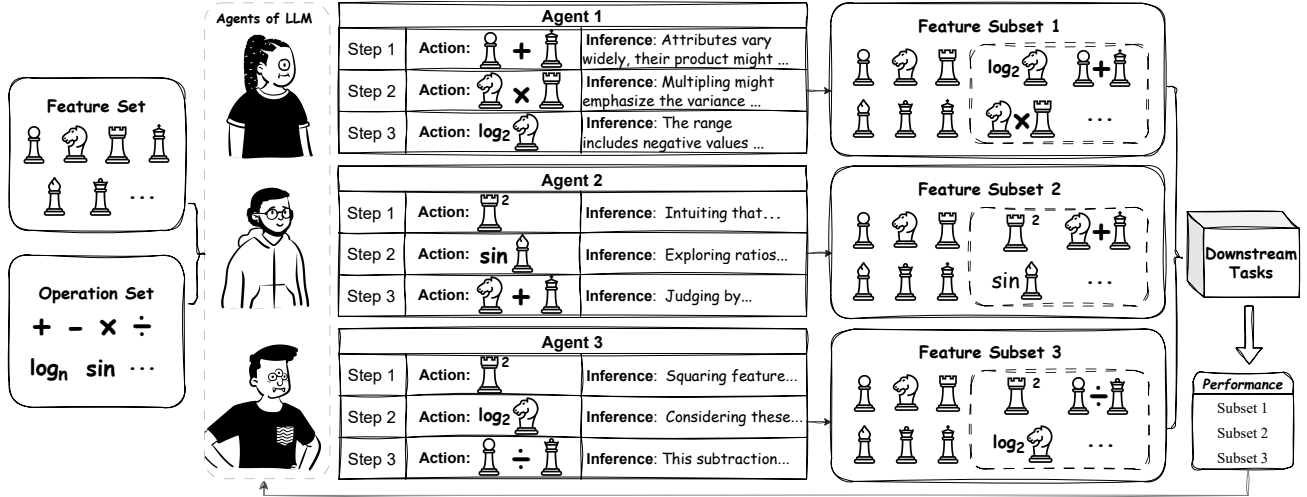 Feature Set
...
Operation Set
+ - × ÷
logn sin ...
Agents of LLM
Agent 1
Step 1 Action: + Inference: Attributes vary
widely, their product might ...
Step 2 Action: × Inference: Multipling might
emphasize the variance ...
Step 3 Action: log2 Inference: The range
includes negative values ...
Agent 2
Step 1 Action: 2 Inference: Intuiting that...
Step 2 Action: sin Inference: Exploring ratios...
Step 3 Action: + Inference: Judging by...
Agent 3
Step 1 Action: 2 Inference: Squaring feature...
Step 2 Action: log2 Inference: Considering these...
Step 3 Action: ÷ Inference: This subtraction...
Feature Subset 1
log2 +
× ...
Feature Subset 2
2 +
sin ...
Feature Subset 3
2 ÷
log2 ...
Downstream
Tasks
Performance
Subset 1
Subset 2
Subset 3